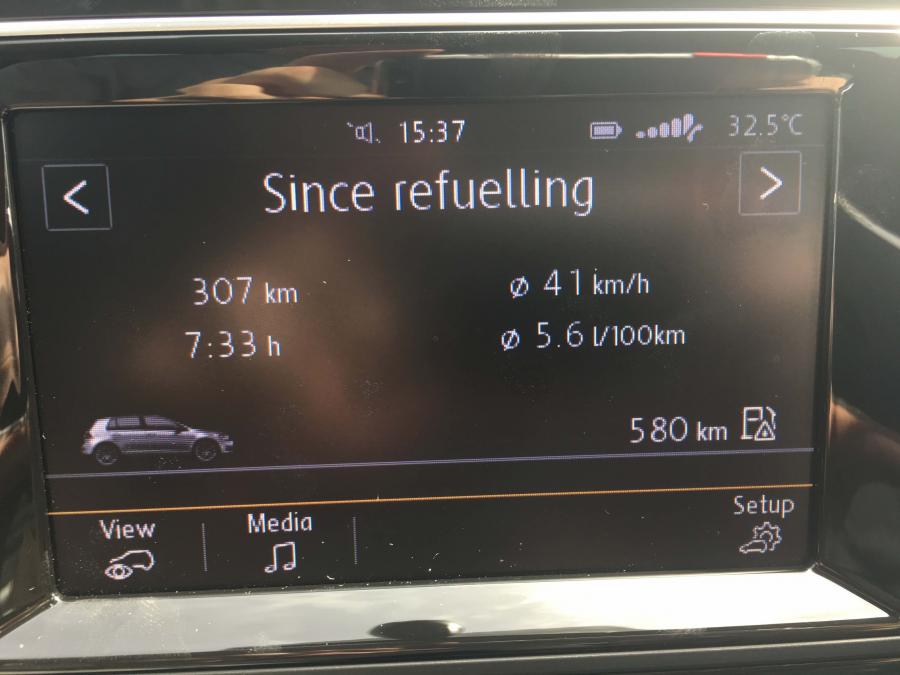 15:37 32.5°C
< Since refuelling >
307 km ⌀ 41 km/h
7:33 h ⌀ 5.6 l/100km
580 km
View Media Setup